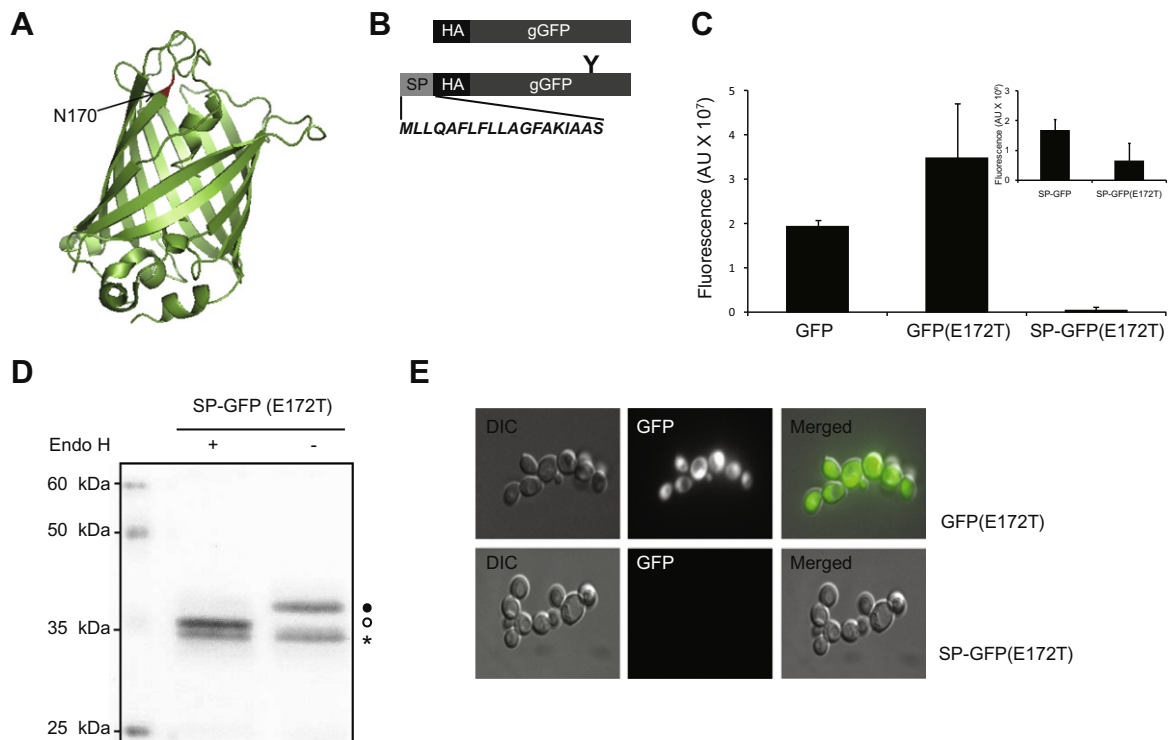 A
N170
B
HA gGFP
Y
SP HA gGFP
MLLQAFLFLLAGFAKIAAS
C
Fluorescence (AU X 10⁷)
5
4
3
2
1
0
GFP GFP(E172T) SP-GFP(E172T)
Fluorescence (AU X 10⁶)
3
2
1
0
SP-GFP SP-GFP(E172T)
D
SP-GFP (E172T)
Endo H + -
60 kDa
50 kDa
35 kDa
25 kDa
*
E
DIC GFP Merged
GFP(E172T)
DIC GFP Merged
SP-GFP(E172T)